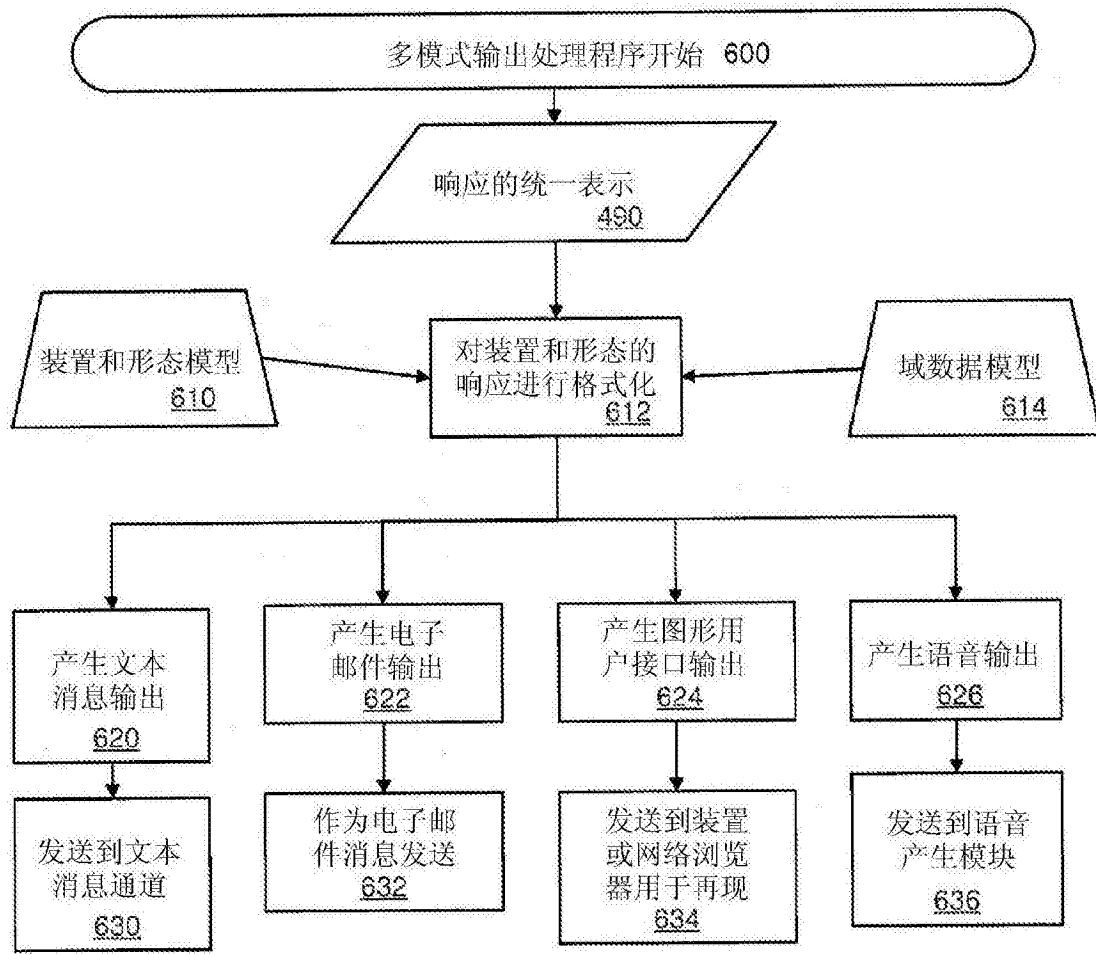 多模式输出处理程序开始 600
响应的统一表示
490
装置和形态模型
610
对装置和形态的
响应进行格式化
612
域数据模型
614
产生文本
消息输出
620
产生电子
邮件输出
622
产生图形用
户接口输出
624
产生语音输出
626
发送到文本
消息通道
630
作为电子邮
件消息发送
632
发送到装置
或网络浏览
器用于再现
634
发送到语音
产生模块
636